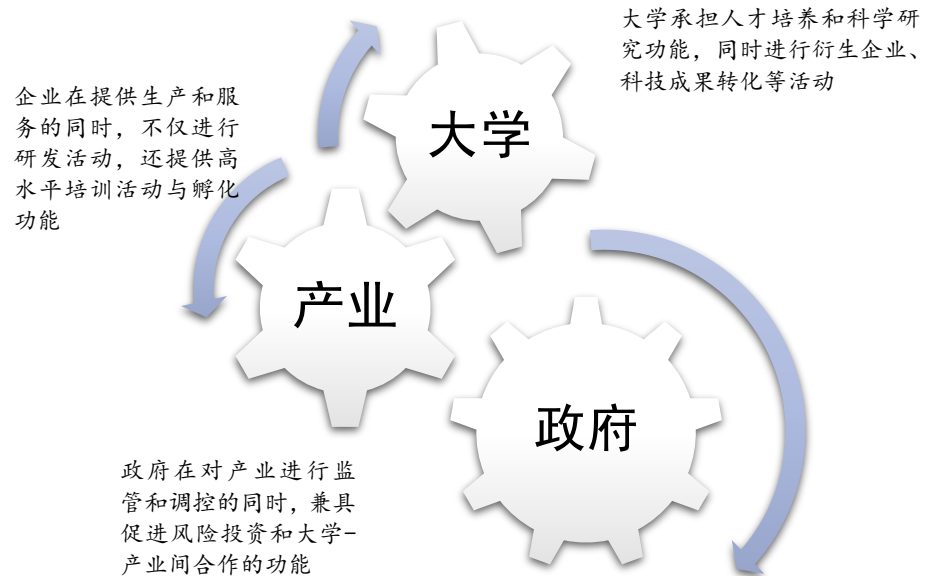 大学承担人才培养和科学研
究功能，同时进行衍生企业、
科技成果转化等活动
企业在提供生产和服
务的同时，不仅进行
研发活动，还提供高
水平培训活动与孵化
功能
大学
产业
政府
政府在对产业进行监
管和调控的同时，兼具
促进风险投资和大学-
产业间合作的功能